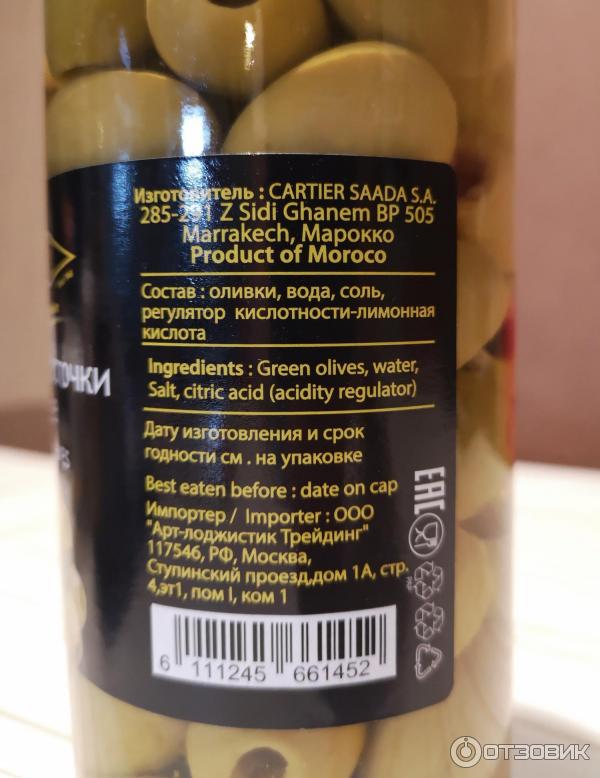 Изготовитель : CARTIER SAADA S.A.
285-291 Z Sidi Ghanem BP 505
Marrakech, Марокко
Product of Moroco
Состав : оливки, вода, соль,
регулятор кислотности-лимонная
кислота
Ingredients : Green olives, water,
Salt, citric acid (acidity regulator)
Дату изготовления и срок
годности см . на упаковке
Best eaten before : date on cap
Импортер / Importer : ООО
"Арт-лоджистик Трейдинг"
117546, РФ, Москва,
Ступинский проезд,дом 1А, стр.
4,эт1, пом I, ком 1
6 111245 661452
EAC
ОТЗОВИК